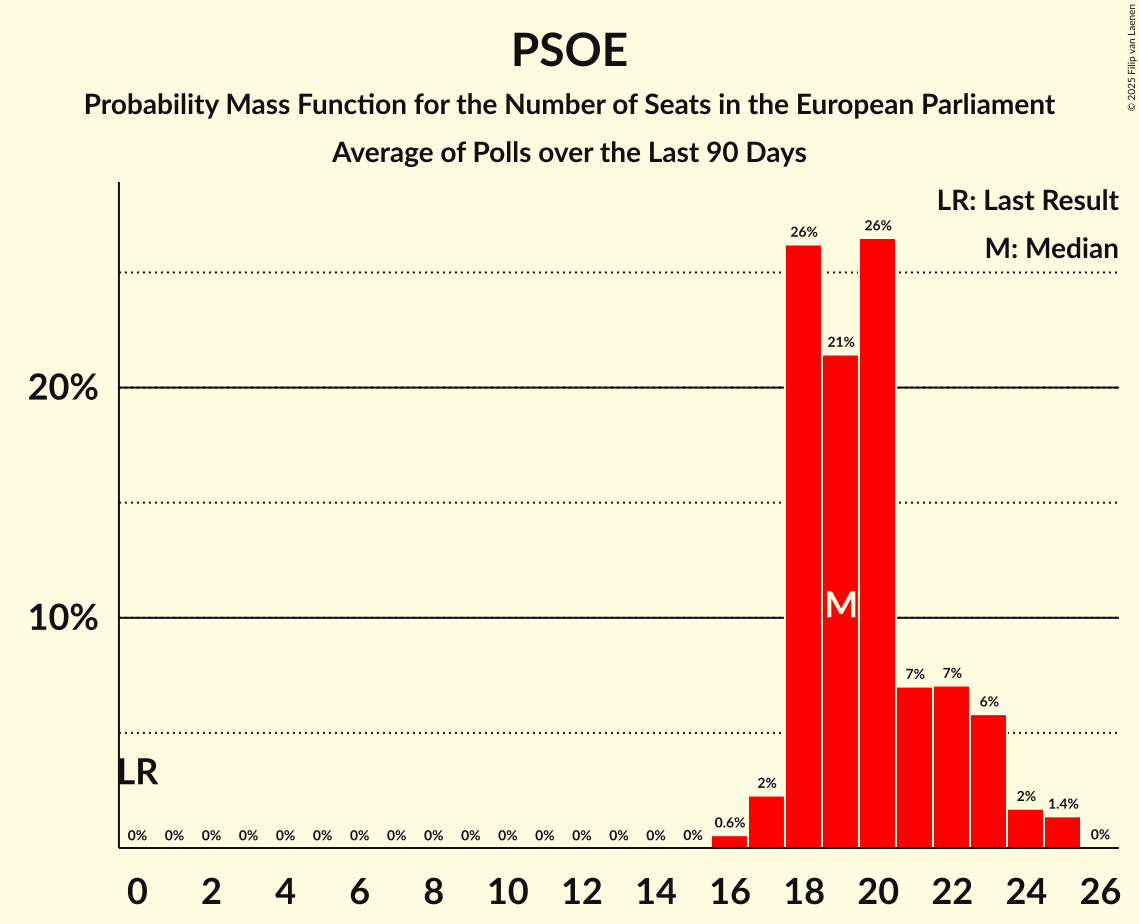 PSOE
Probability Mass Function for the Number of Seats in the European Parliament
Average of Polls over the Last 90 Days
© 2025 Filip van Laenen
LR: Last Result
M: Median
26% 26%
21%
20%
M
10%
7% 7%
6%
LR
2% 2%
1.4%
0.6%
0% 0% 0% 0% 0% 0% 0% 0% 0% 0% 0% 0% 0% 0% 0% 0% 0%
0 2 4 6 8 10 12 14 16 18 20 22 24 26